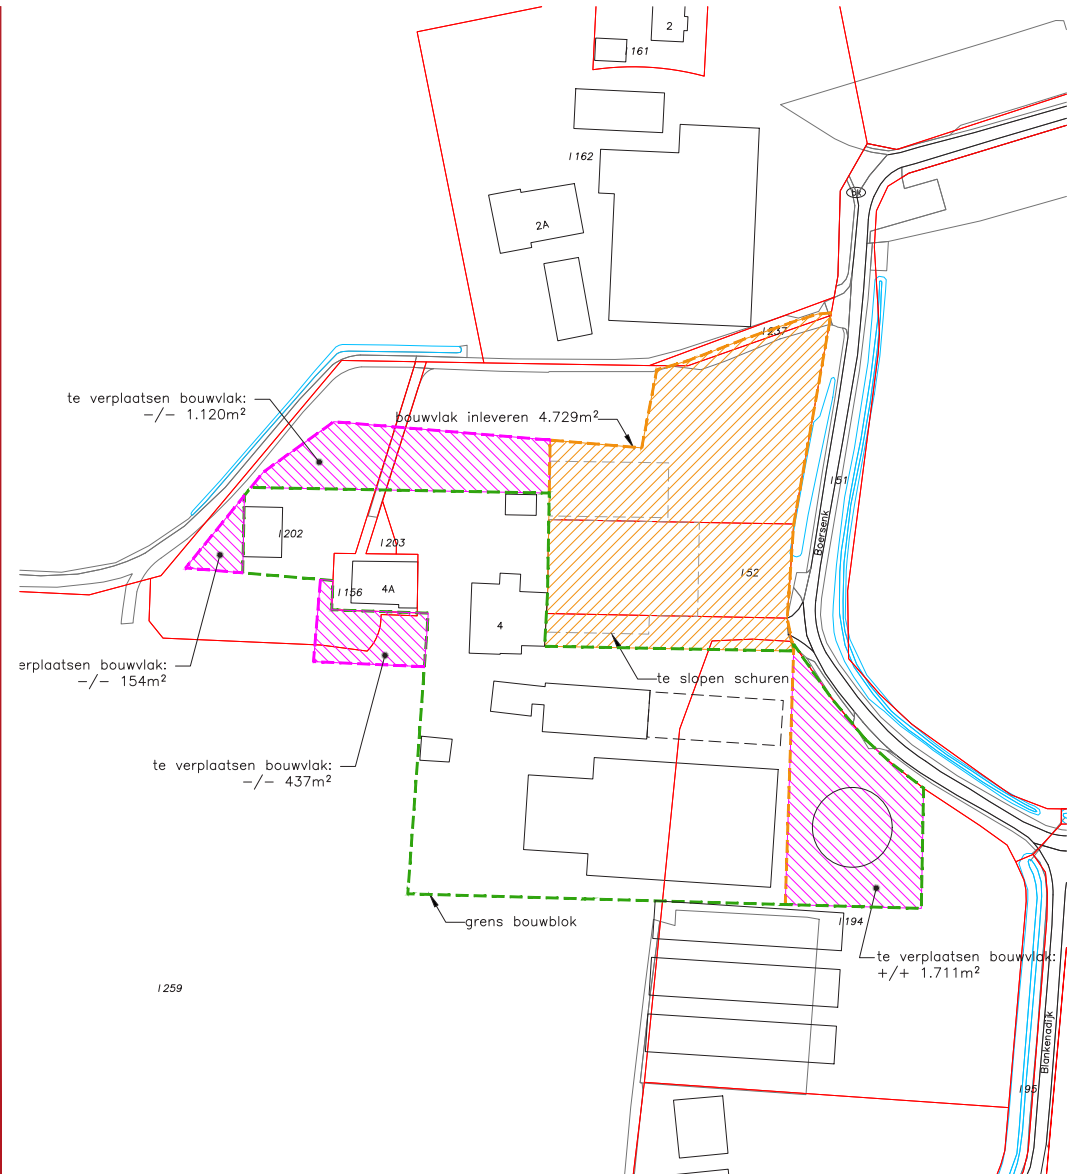 2
I 161
I 162
2A
BK
I 237
te verplaatsen bouwvlak:
-/- 1.120m²
bouwvlak inleveren 4.729m²
I 51
Boersenk
I 202
I 203
I 52
I 156
4A
4
erplaatsen bouwvlak:
-/- 154m²
te slopen schuren
te verplaatsen bouwvlak:
-/- 437m²
grens bouwblok
I 194
te verplaatsen bouwvlak:
+/+ 1.711m²
I 259
Blankenadijk
I 95